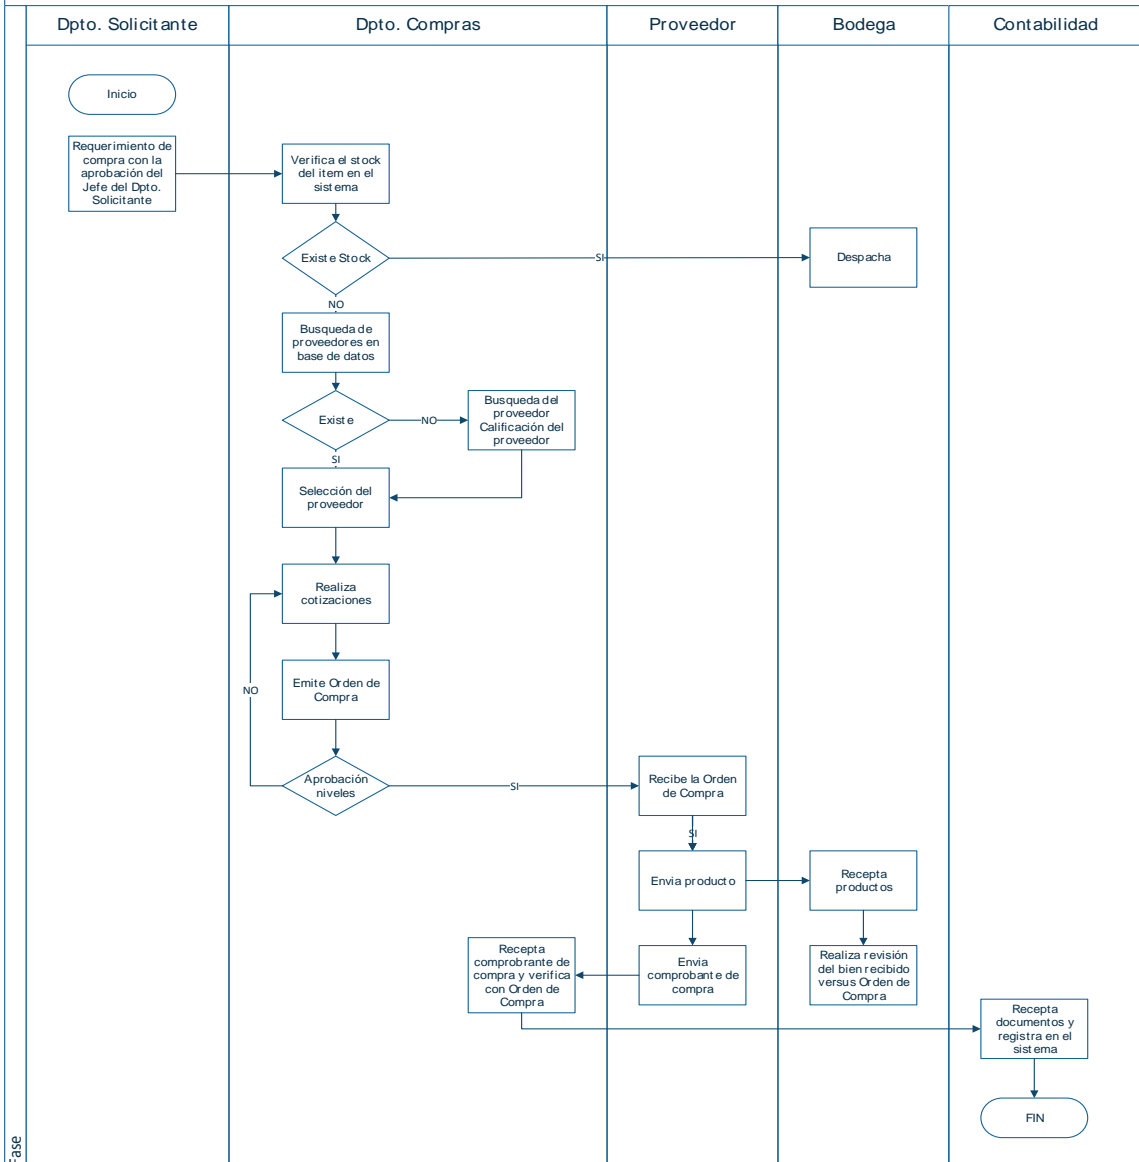 Dpto. Solicitante
Dpto. Compras
Proveedor
Bodega
Contabilidad
Inicio
Requerimiento de
compra con la
aprobación del
Jefe del Dpto.
Solicitante
Verifica el stock
del item en el
sistema
Existe Stock
SI
Despacha
NO
Busqueda de
proveedores en
base de datos
Existe
NO
Busqueda del
proveedor
Calificación del
proveedor
SI
Selección del
proveedor
Realiza
cotizaciones
NO
Emite Orden de
Compra
Aprobación
niveles
SI
Recibe la Orden
de Compra
SI
Envia producto
Recepta
productos
Recepta
comprobrante de
compra y verifica
con Orden de
Compra
Envia
comprobante de
compra
Realiza revisión
del bien recibido
versus Orden de
Compra
Recepta
documentos y
registra en el
sistema
FIN
Fase